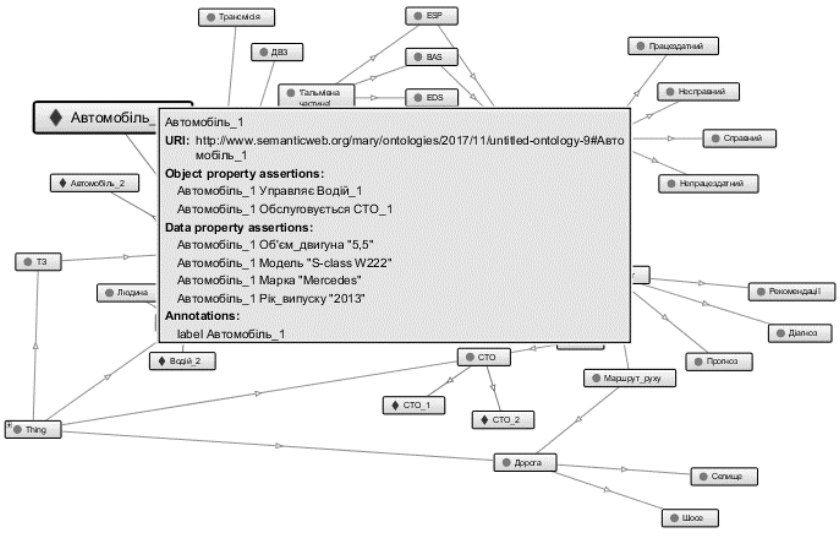 Трансмісія
ESP
ДВЗ
BAS
Працездатний
'Гальмівна
частина'
EDS
Несправний
Автомобіль_
Справний
Автомобіль_2
Непрацездатний
Автомобіль_1
URI: http://www.semanticweb.org/mary/ontologies/2017/11/untitled-ontology-9#Авто
мобіль_1
Object property assertions:
Автомобіль_1 Управляє Водій_1
Автомобіль_1 Обслуговується СТО_1
Data property assertions:
Автомобіль_1 Об'єм_двигуна "5,5"
Автомобіль_1 Модель "S-class W222"
Автомобіль_1 Марка "Mercedes"
Автомобіль_1 Рік_випуску "2013"
Annotations:
label Автомобіль_1
ТЗ
Людина
Рекомендації
Діагноз
Водій_2
СТО
Прогноз
Маршрут_руху
СТО_1
СТО_2
Thing
Дорога
Селище
Шосе